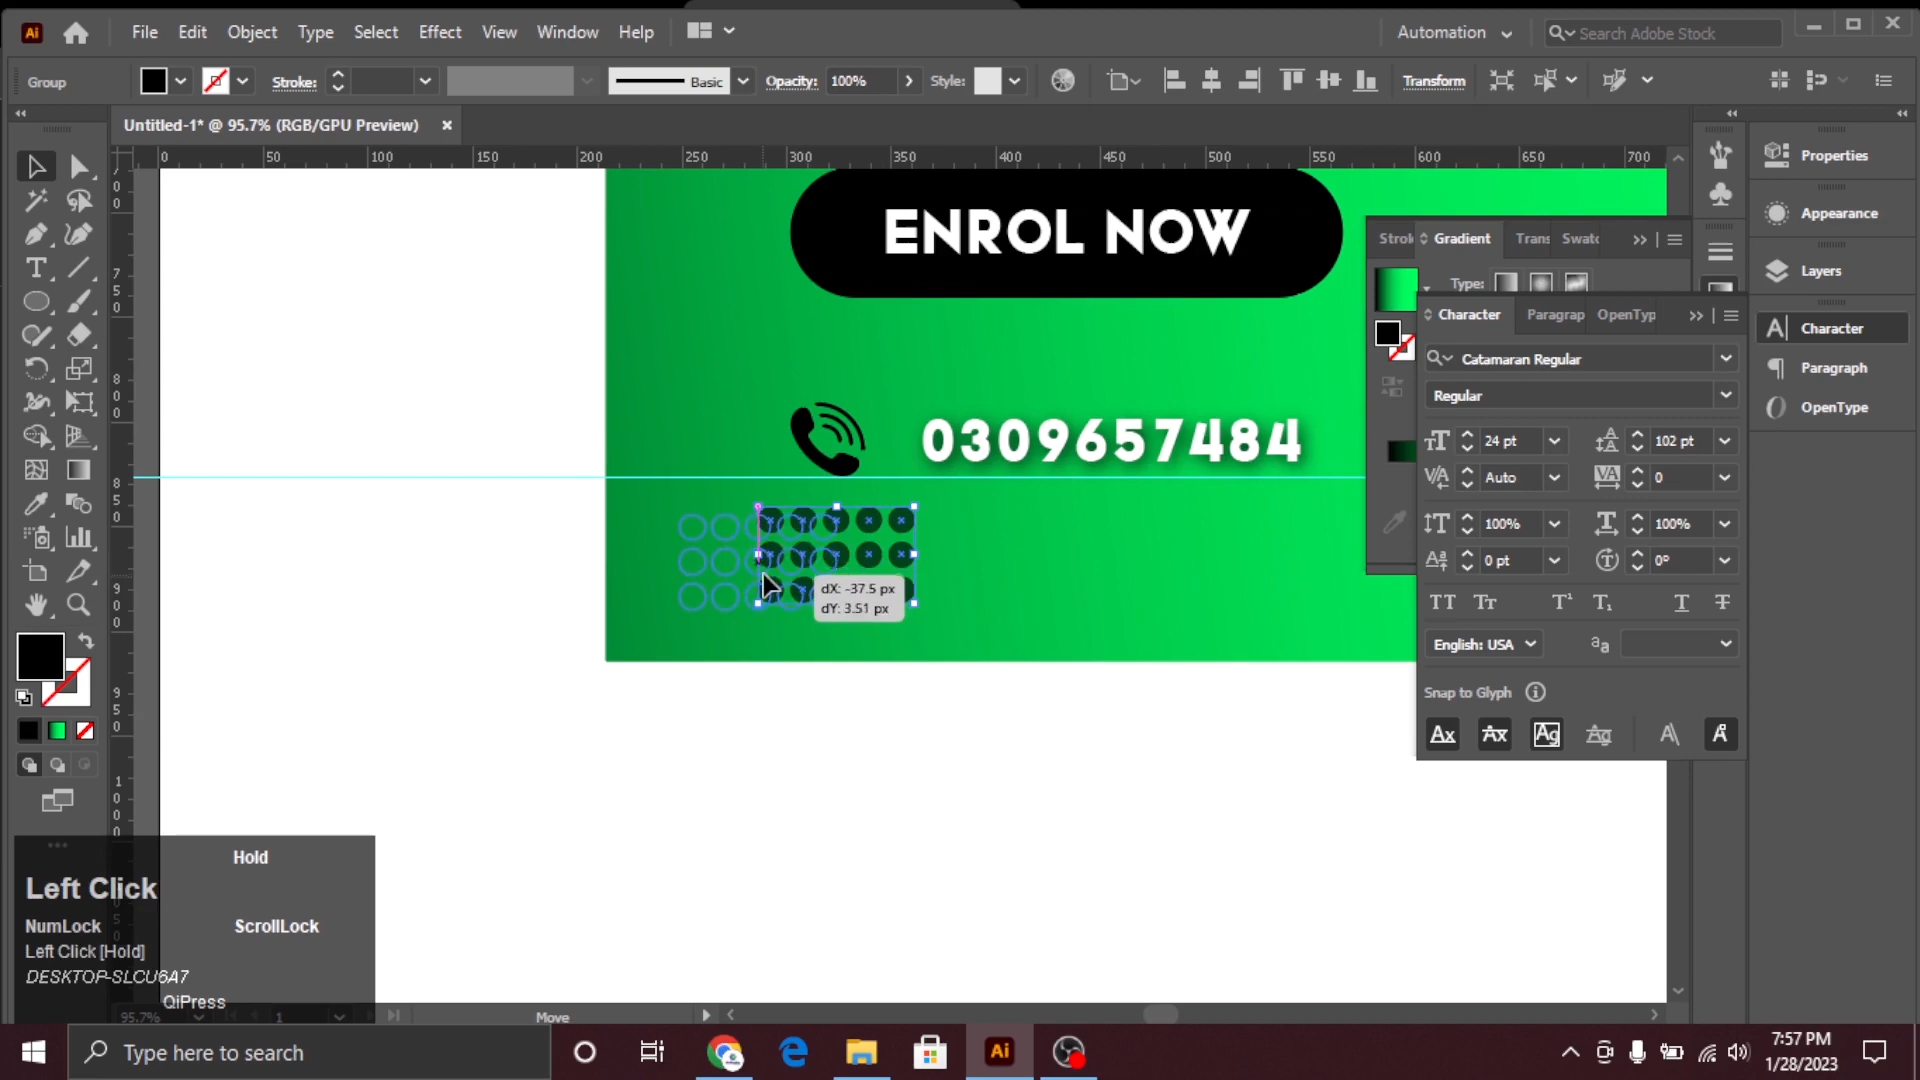 Ai File Edit Object Type Select Effect View Window Help Automation Search Adobe Stock
Group Stroke: Basic Opacity: 100% Style: Transform
Untitled-1* @ 95.7% (RGB/GPU Preview) ×
0 50 100 150 200 250 300 350 400 450 500 550 600 650 700
Properties
Appearance
Layers
Character
Paragraph
OpenType
ENROL NOW
0309657484
dX: -37.5 px
dY: 3.51 px
Gradient
Type:
Character Paragrap OpenTyp
Catamaran Regular
Regular
24 pt 102 pt
Auto 0
100% 100%
0 pt 0°
English: USA
Snap to Glyph
Hold
Left Click
NumLock ScrollLock
Left Click [Hold]
DESKTOP-SLCU6A7
QiPress
95.7% 1 Move
Type here to search
Ai
7:57 PM
1/28/2023